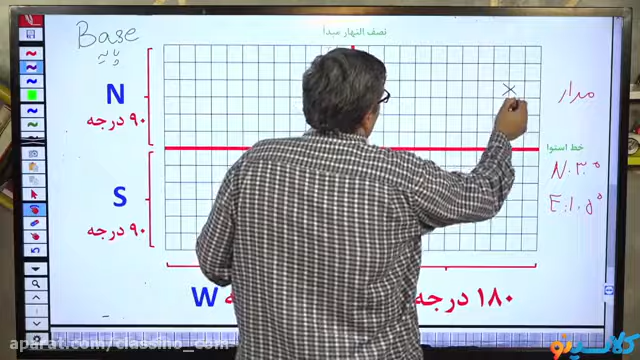 Base
پایه
نصف النهار مبدأ
N
۹۰ درجه
مدار
خط استوا
S
۹۰ درجه
N.۳۰°
E:۱۰۵°
W
۱۸۰ درجه
aparat.com/classino_com
کلاسینو